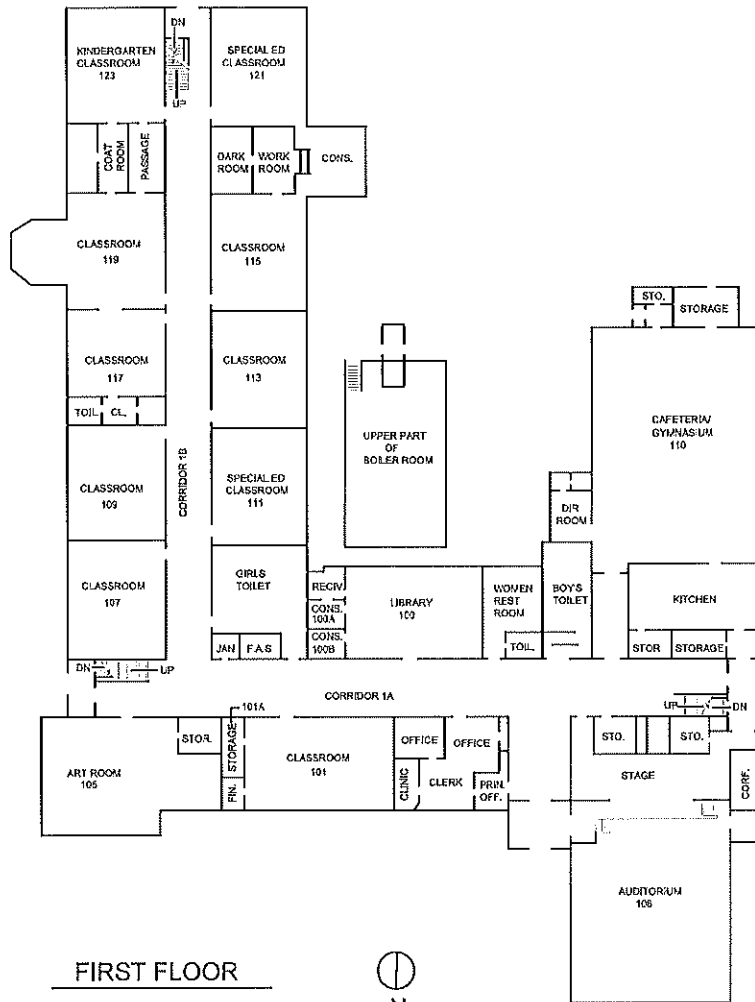 DN
KINDERGARTEN
CLASSROOM
123
UP
SPECIAL ED
CLASSROOM
121
COAT
ROOM
PASSAGE
DARK
ROOM
WORK
ROOM
CONS.
CLASSROOM
119
CLASSROOM
115
STO.
STORAGE
CLASSROOM
117
CLASSROOM
113
TOIL.
CL.
UPPER PART
OF
BOILER ROOM
CAFETERIA/
GYMNASIUM
110
CORRIDOR 1B
CLASSROOM
109
SPECIAL ED
CLASSROOM
111
DIR
ROOM
CLASSROOM
107
GIRLS
TOILET
RECIV.
CONS.
100A
CONS.
100B
LIBRARY
100
WOMEN
REST
ROOM
TOIL.
BOY'S
TOILET
KITCHEN
JAN
F.A.S
STOR
STORAGE
DN
UP
CORRIDOR 1A
101A
UP
DN
STOR.
STORAGE
FIN.
ART ROOM
105
CLASSROOM
101
OFFICE
OFFICE
CLINIC
CLERK
PRIN.
OFF.
STO.
STO.
STAGE
AUDITORIUM
106
FIRST FLOOR
N